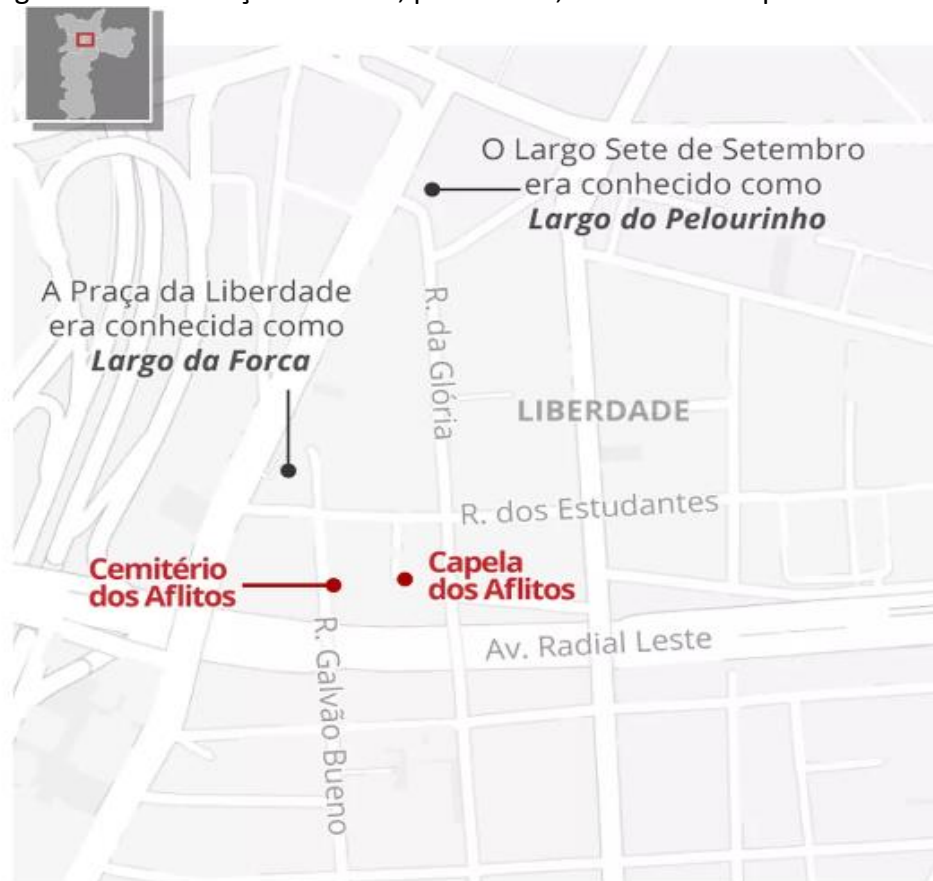 O Largo Sete de Setembro
era conhecido como
Largo do Pelourinho
A Praça da Liberdade
era conhecida como
Largo da Forca
R. da Glória
LIBERDADE
R. dos Estudantes
Cemitério
dos Aflitos
Capela
dos Aflitos
R. Galvão Bueno
Av. Radial Leste